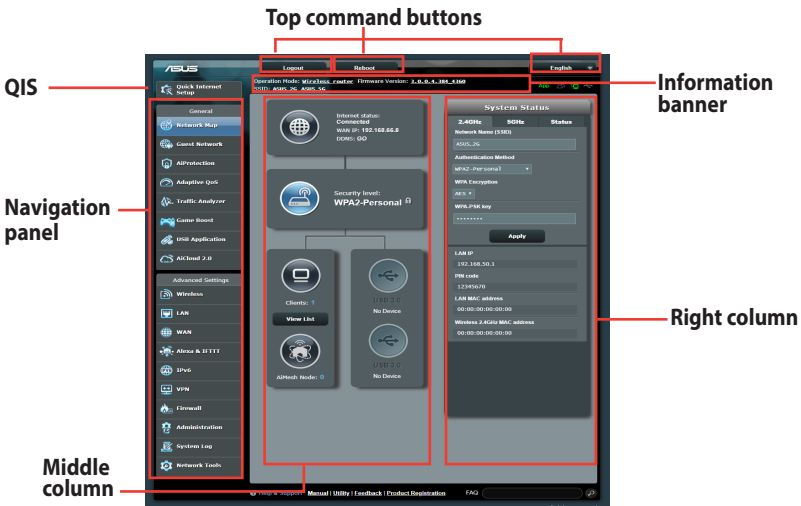 Top command buttons
QIS
Information banner
Navigation panel
Right column
Middle column
ASUS
Logout
Reboot
English
Quick Internet Setup
Operation Mode: Wireless router Firmware Version: 3.0.0.4.384_4360
SSID: ASUS_2G ASUS_5G
App
General
Network Map
Guest Network
AiProtection
Adaptive QoS
Traffic Analyzer
Game Boost
USB Application
AiCloud 2.0
Advanced Settings
Wireless
LAN
WAN
Alexa & IFTTT
IPv6
VPN
Firewall
Administration
System Log
Network Tools
Internet status:
Connected
WAN IP: 192.168.66.8
DDNS: GO
Security level:
WPA2-Personal
Clients: 1
View List
AiMesh Node: 0
USB 3.0
No Device
USB 3.0
No Device
System Status
2.4GHz
5GHz
Status
Network Name (SSID)
ASUS_2G
Authentication Method
WPA2-Personal
WPA Encryption
AES
WPA-PSK key
••••••••
Apply
LAN IP
192.168.50.1
PIN code
12345670
LAN MAC address
00:00:00:00:00:00
Wireless 2.4GHz MAC address
00:00:00:00:00:00
Help & Support Manual | Utility | Feedback | Product Registration
FAQ